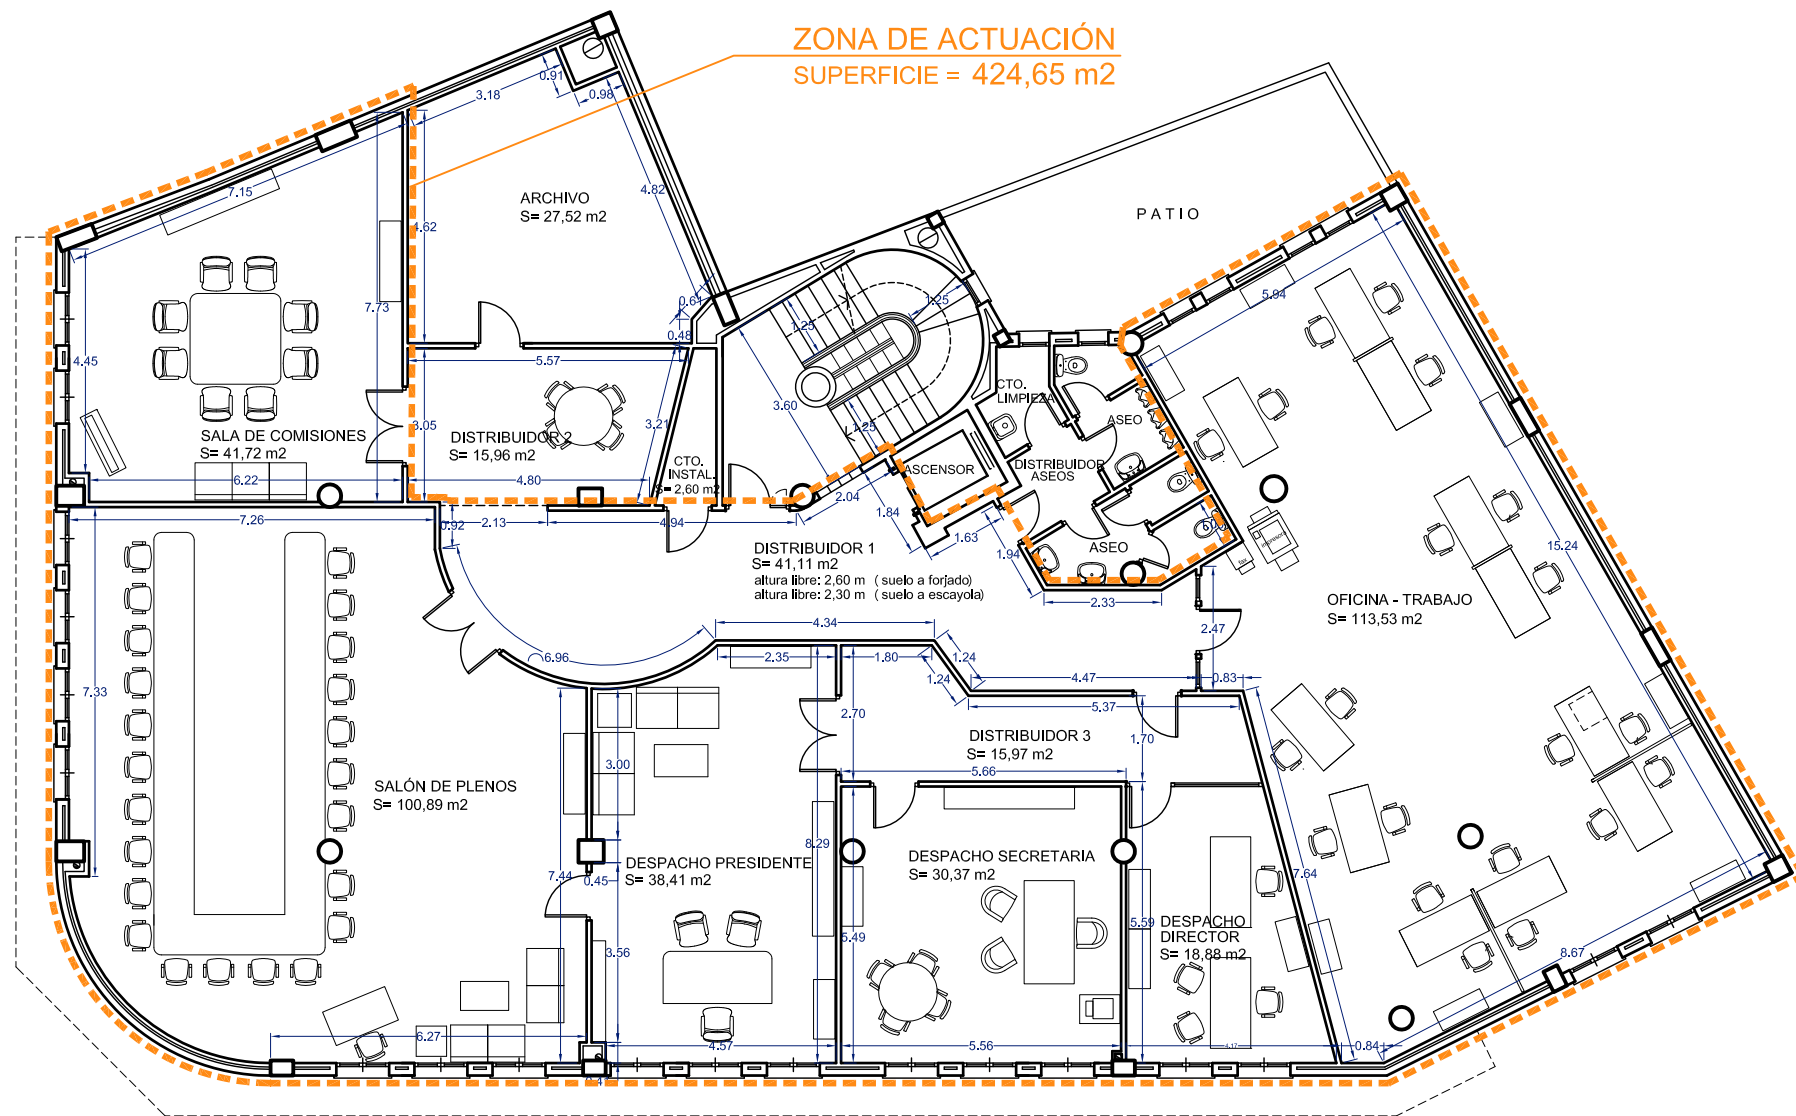 ZONA DE ACTUACIÓN
SUPERFICIE = 424,65 m2
0.91
3.18
0.98
7.15
4.82
4.62
ARCHIVO
S= 27,52 m2
PATIO
7.73
0.61
0.48
1.25
1.25
5.94
4.45
5.57
3.60
CTO.
LIMPIEZA
ASEO
3.05
3.21
1.25
SALA DE COMISIONES
S= 41,72 m2
DISTRIBUIDOR 2
S= 15,96 m2
CTO.
INSTAL.
S= 2,60 m2
ASCENSOR
DISTRIBUIDOR
ASEOS
6.22
4.80
2.04
7.26
0.92
2.13
4.94
1.84
1.63
1.94
ASEO
impresora
fax
15.24
DISTRIBUIDOR 1
S= 41,11 m2
altura libre: 2,60 m ( suelo a forjado)
altura libre: 2,30 m ( suelo a escayola)
2.33
OFICINA - TRABAJO
S= 113,53 m2
4.34
2.47
6.96
2.35
1.80
1.24
1.24
4.47
0.83
7.33
5.37
2.70
1.70
DISTRIBUIDOR 3
S= 15,97 m2
3.00
5.66
SALÓN DE PLENOS
S= 100,89 m2
8.29
DESPACHO PRESIDENTE
S= 38,41 m2
DESPACHO SECRETARIA
S= 30,37 m2
7.44
0.45
7.64
5.59
DESPACHO
DIRECTOR
S= 18,88 m2
5.49
3.56
8.67
6.27
4.57
5.56
4.17
0.84